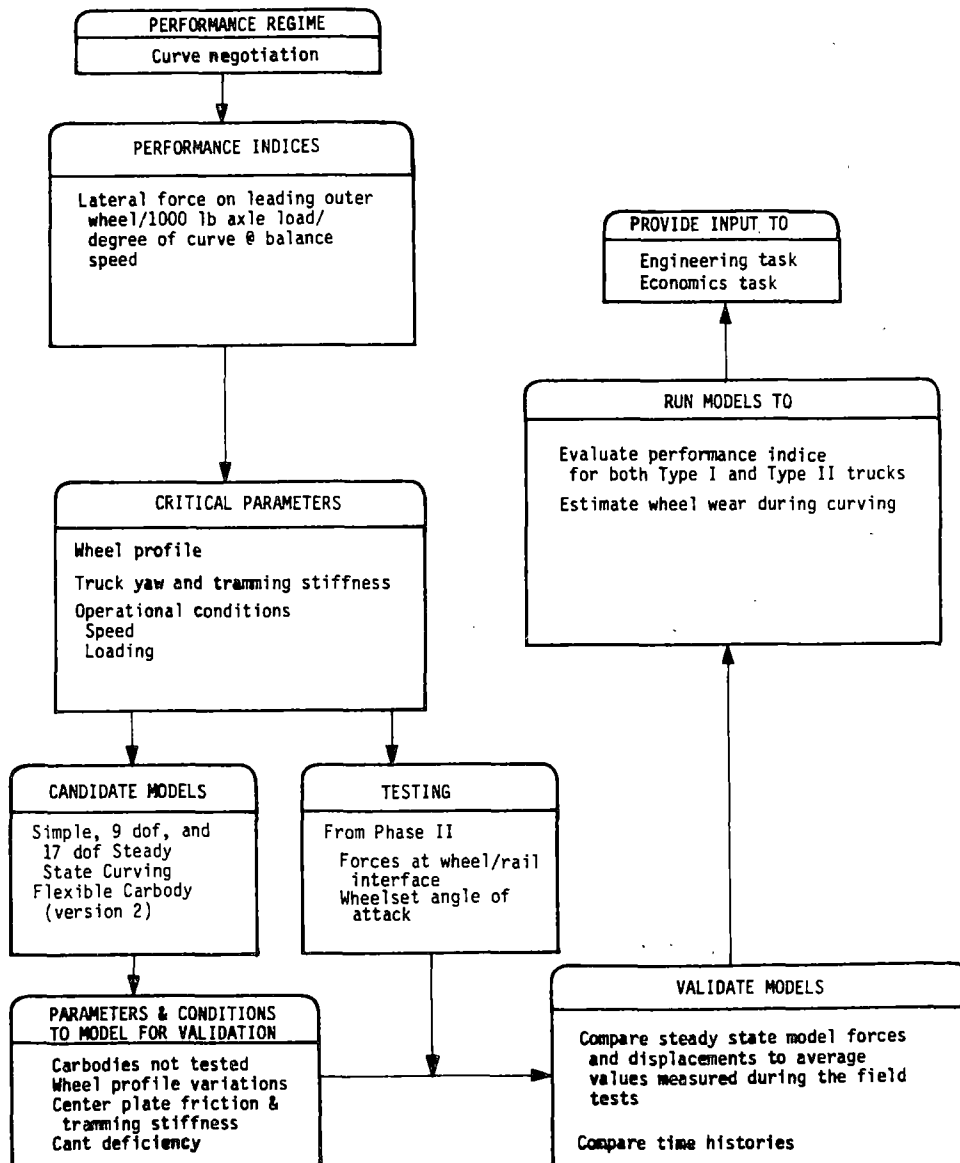 PERFORMANCE REGIME
Curve negotiation
PERFORMANCE INDICES
Lateral force on leading outer
wheel/1000 lb axle load/
degree of curve @ balance
speed
PROVIDE INPUT TO
Engineering task
Economics task
RUN MODELS TO
Evaluate performance indice
for both Type I and Type II trucks
Estimate wheel wear during curving
CRITICAL PARAMETERS
Wheel profile
Truck yaw and tramming stiffness
Operational conditions
Speed
Loading
CANDIDATE MODELS
Simple, 9 dof, and
17 dof Steady
State Curving
Flexible Carbody
(version 2)
TESTING
From Phase II
Forces at wheel/rail
interface
Wheelset angle of
attack
PARAMETERS & CONDITIONS
TO MODEL FOR VALIDATION
Carbodies not tested
Wheel profile variations
Center plate friction &
tramming stiffness
Cant deficiency
VALIDATE MODELS
Compare steady state model forces
and displacements to average
values measured during the field
tests
Compare time histories